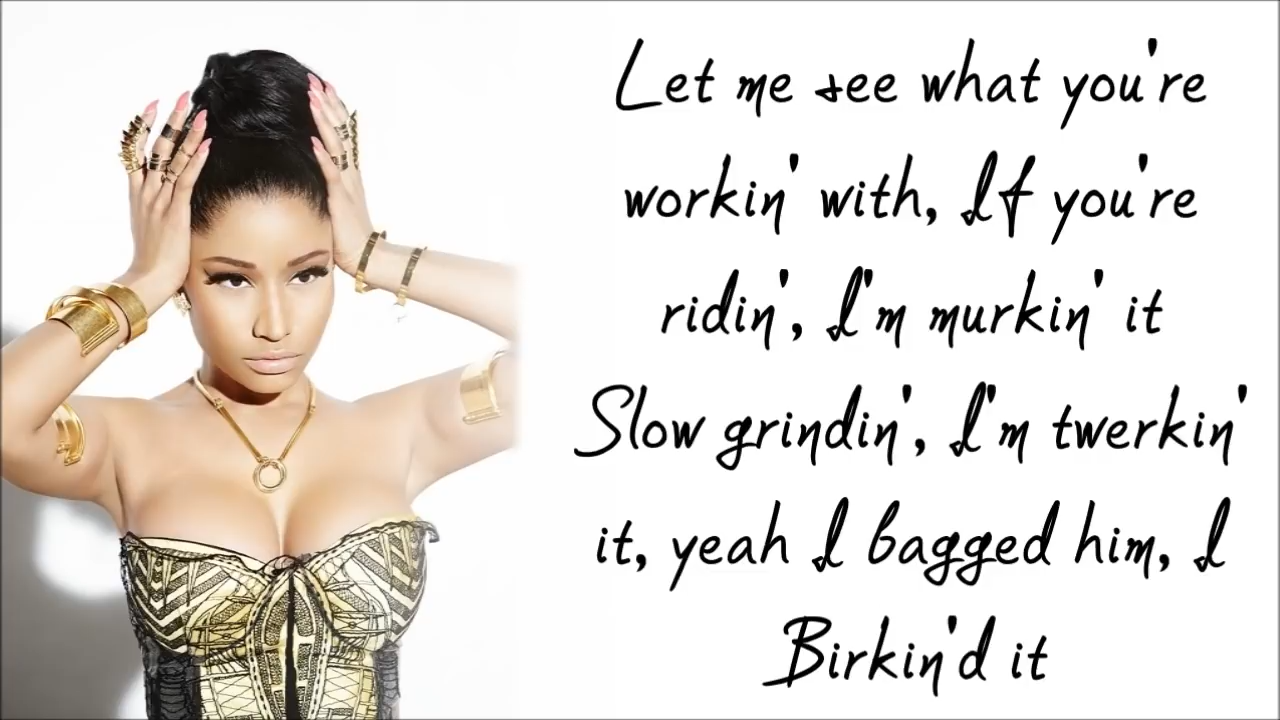 Let me see what you're
workin' with, If you're
ridin', I'm murkin' it
Slow grindin', I'm twerkin'
it, yeah I bagged him, I
Birkin'd it